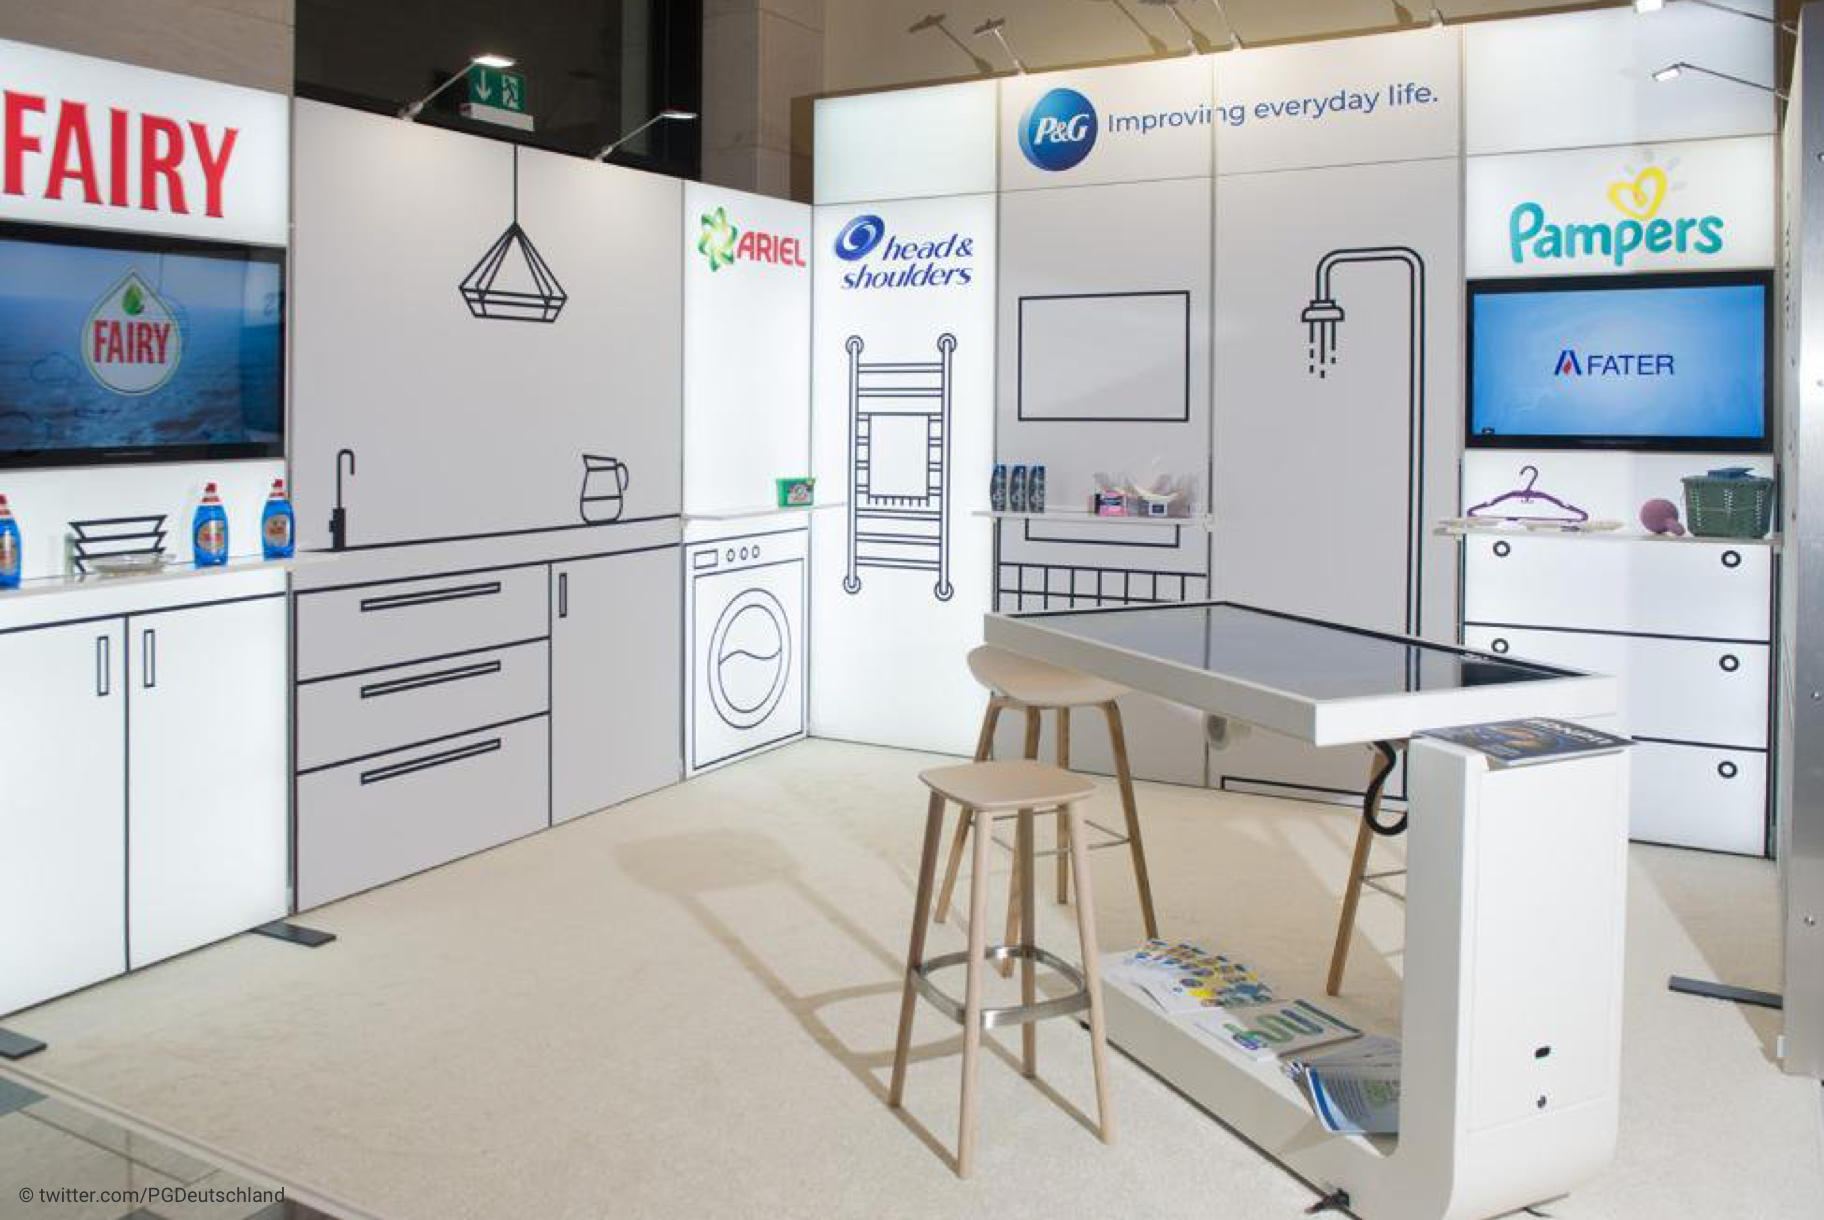 FAIRY
FAIRY
ARIEL
head &
shoulders
P&G
Improving everyday life.
Pampers
FATER
© twitter.com/PGDeutschland